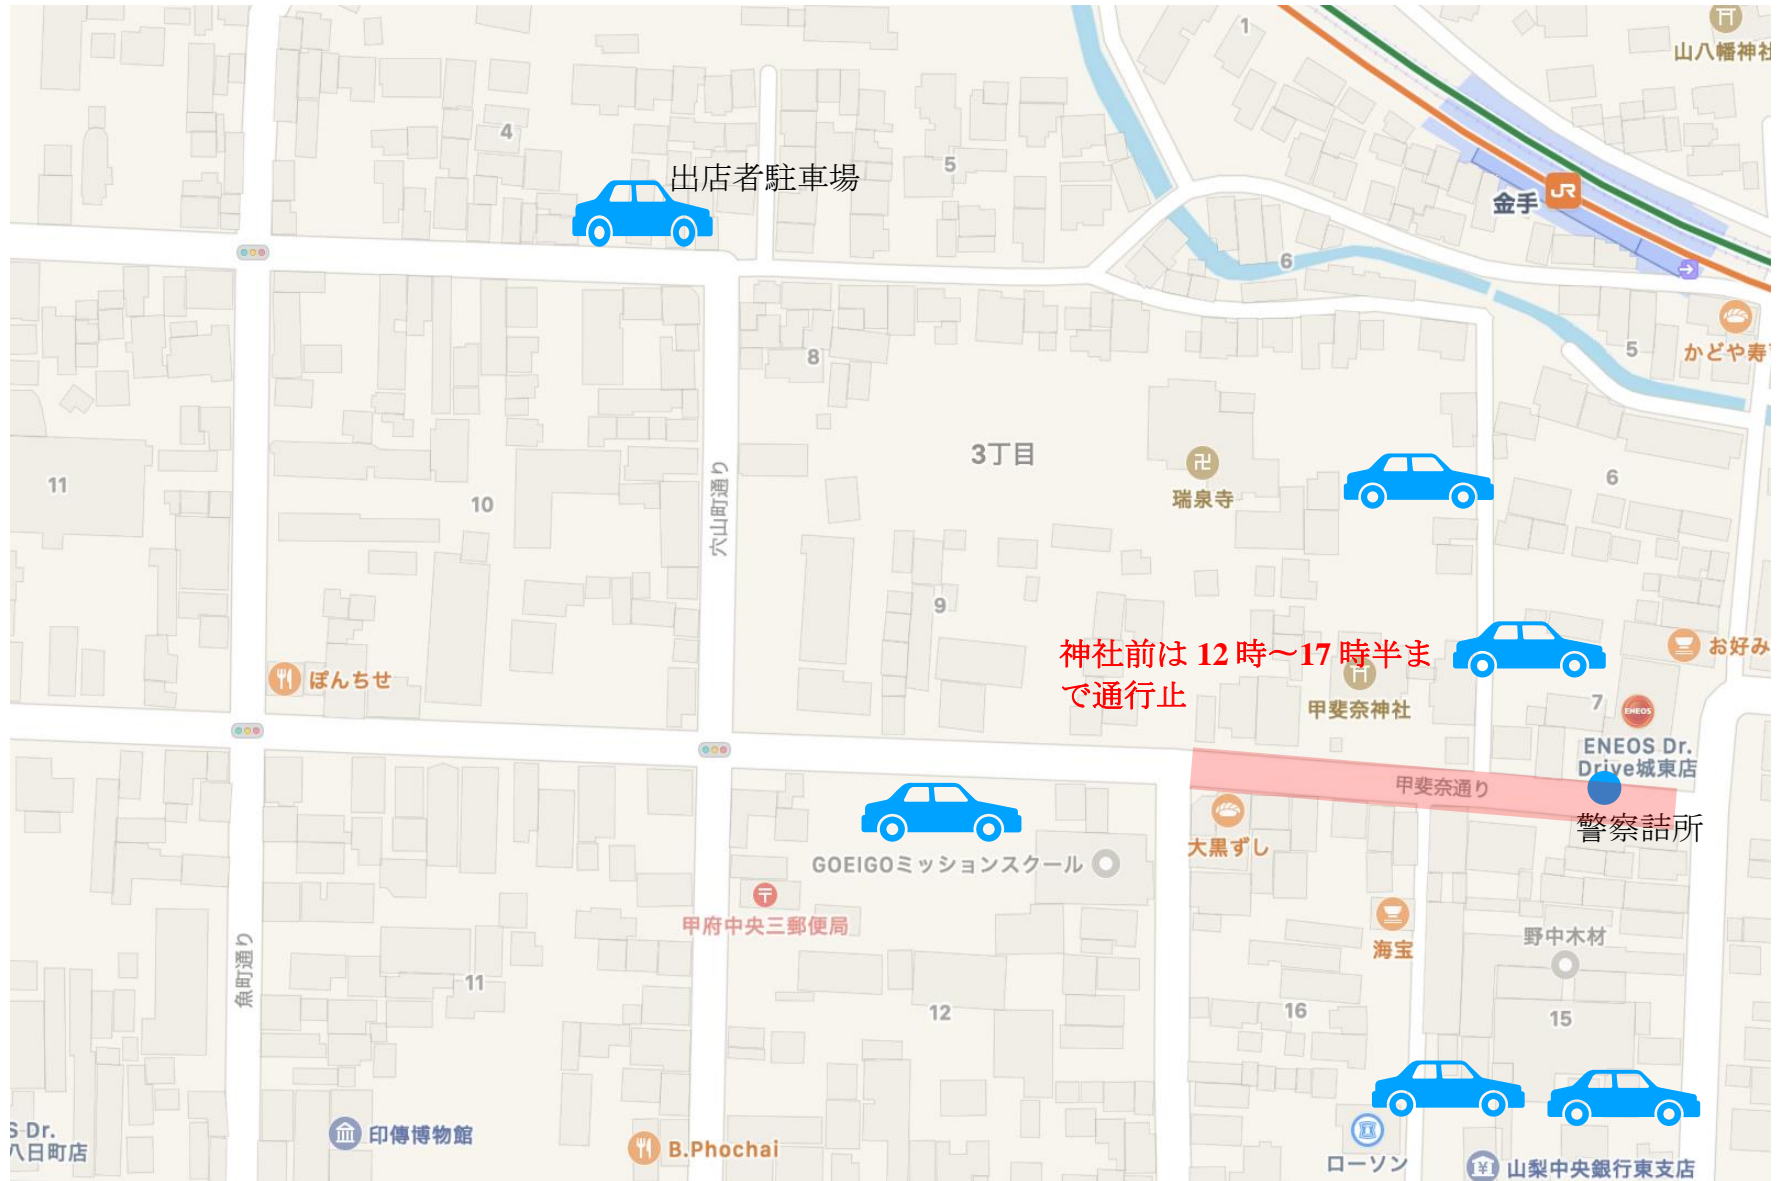 1
山八幡神社
4
出店者駐車場
5
JR
金手
6
5
かどや寿
8
3丁目
瑞泉寺
11
10
穴山町通り
6
9
神社前は 12 時～17 時半ま
で通行止
お好み
ぽんちせ
甲斐奈神社
7
ENEOS
ENEOS Dr.
Drive城東店
甲斐奈通り
警察詰所
大黒ずし
GOEIGOミッションスクール
甲府中央三郵便局
海宝
野中木材
魚町通り
11
12
16
15
S Dr.
八日町店
印傳博物館
B.Phochai
ローソン
山梨中央銀行東支店